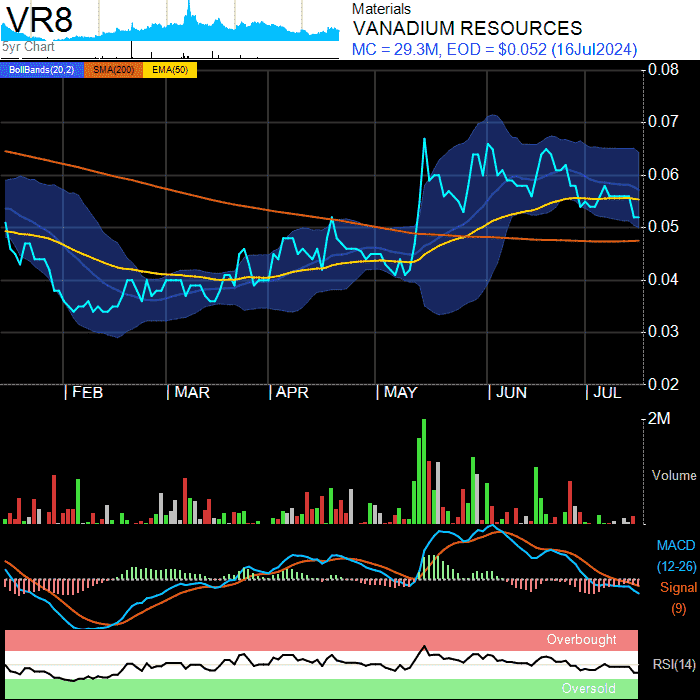 VR8
5yr Chart
Materials
VANADIUM RESOURCES
MC = 29.3M, EOD = $0.052 (16Jul2024)
BollBands(20,2) SMA(200) EMA(50)
0.08
0.07
0.06
0.05
0.04
0.03
0.02
FEB MAR APR MAY JUN JUL
2M
Volume
MACD
(12-26)
Signal
(9)
Overbought
RSI(14)
Oversold